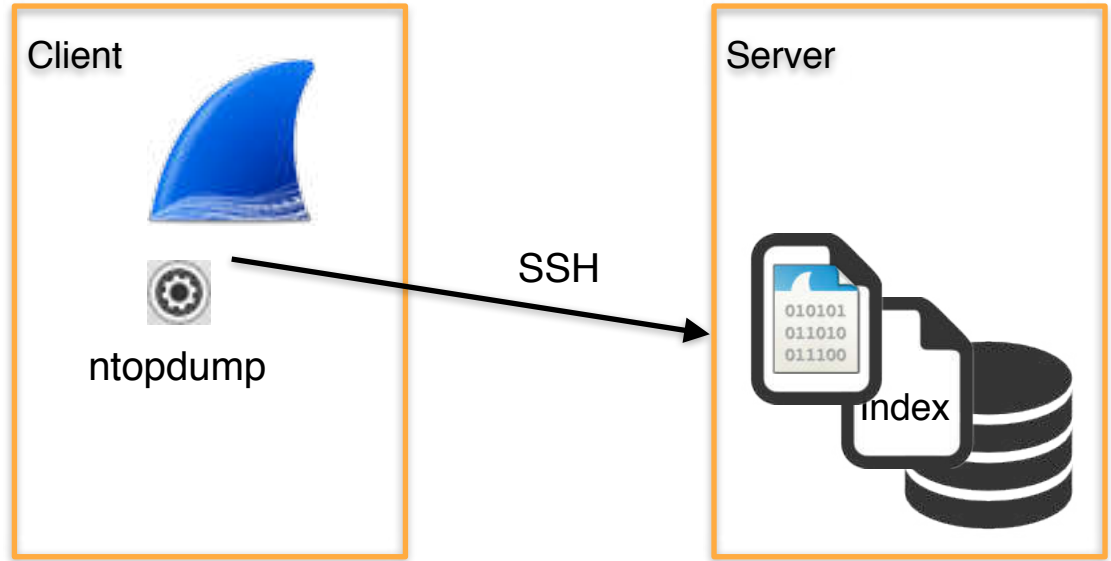 Client
Server
SSH
ntopdump
010101
011010
011100
index